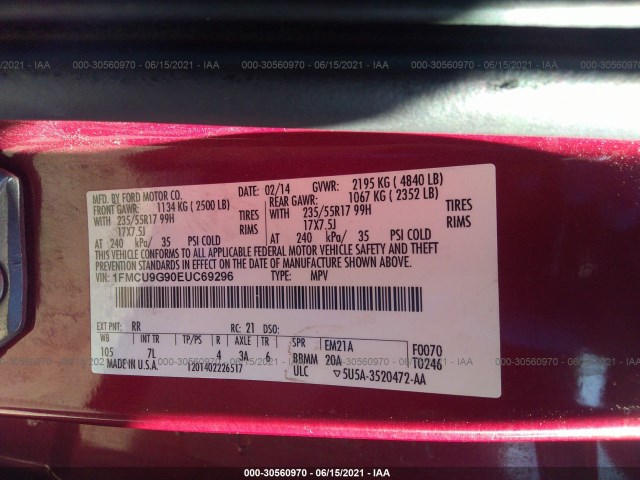 000-30560970 - 06/15/2021 - IAA 000-30560970 - 06/15/2021 - IAA 000-30560970 - 06/15/2021 - IAA
MFD. BY FORD MOTOR CO. DATE: 02/14 GVWR: 2195 KG ( 4840 LB)
FRONT GAWR: 1134 KG ( 2500 LB) REAR GAWR: 1067 KG ( 2352 LB)
WITH 235/55R17 99H TIRES WITH 235/55R17 99H TIRES
17X7.5J RIMS 17X7.5J RIMS
AT 240 kPa/ 35 PSI COLD AT 240 kPa/ 35 PSI COLD
THIS VEHICLE CONFORMS TO ALL APPLICABLE FEDERAL MOTOR VEHICLE SAFETY AND BUMPER
STANDARDS AND THEFT PREVENTION STANDARDS IN EFFECT ON THE DATE OF MANUFACTURE SHOWN ABOVE.
VIN: 1FMCU9G90EUC69296 TYPE: MPV
EXT PNT: RR RC: 21 DSO:
WB INT TR TP/PS R AXLE TR SPR EM21A F0070
105 7L 4 3A 6 BBMM 20A T0246
MADE IN U.S.A. 1201402226517 ULC ▽5U5A-3520472-AA
000-30560970 - 06/15/2021 - IAA